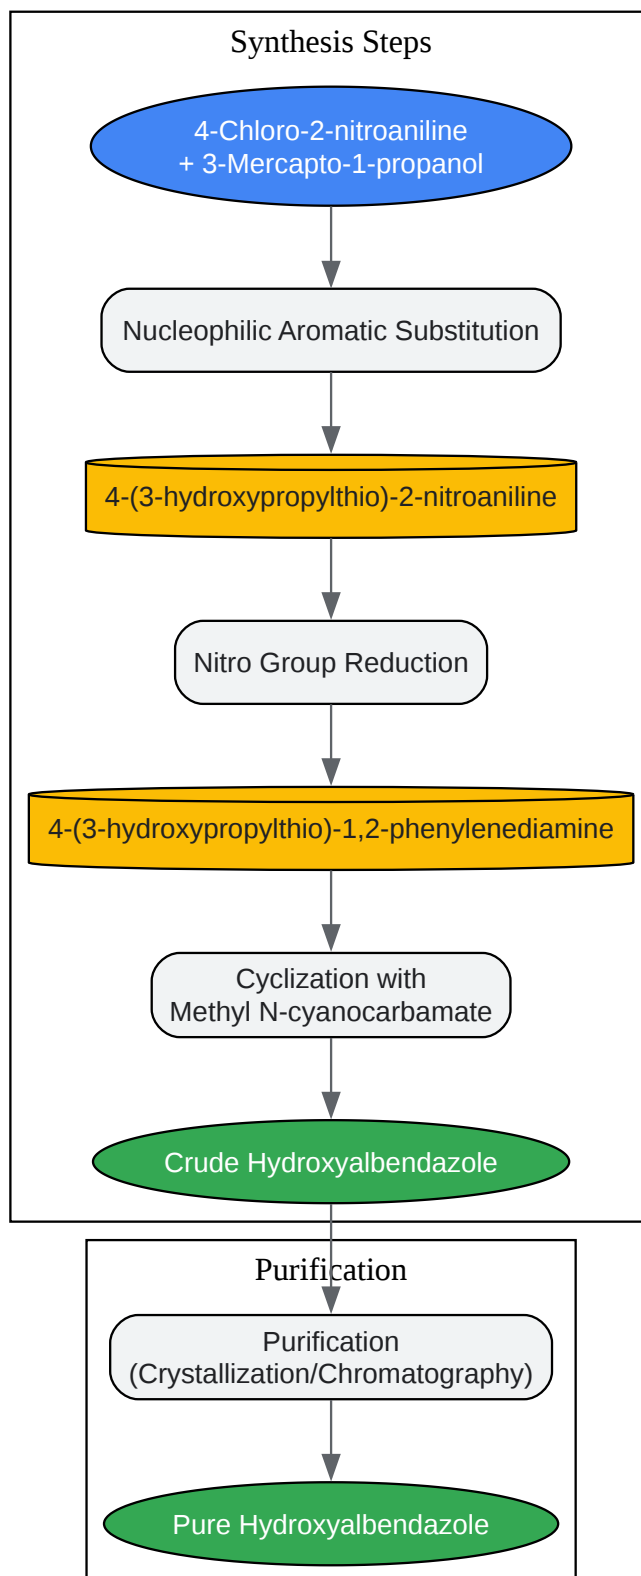 Synthesis Steps
4-Chloro-2-nitroaniline
+ 3-Mercapto-1-propanol
Nucleophilic Aromatic Substitution
4-(3-hydroxypropylthio)-2-nitroaniline
Nitro Group Reduction
4-(3-hydroxypropylthio)-1,2-phenylenediamine
Cyclization with
Methyl N-cyanocarbamate
Crude Hydroxyalbendazole
Purification
Purification
(Crystallization/Chromatography)
Pure Hydroxyalbendazole